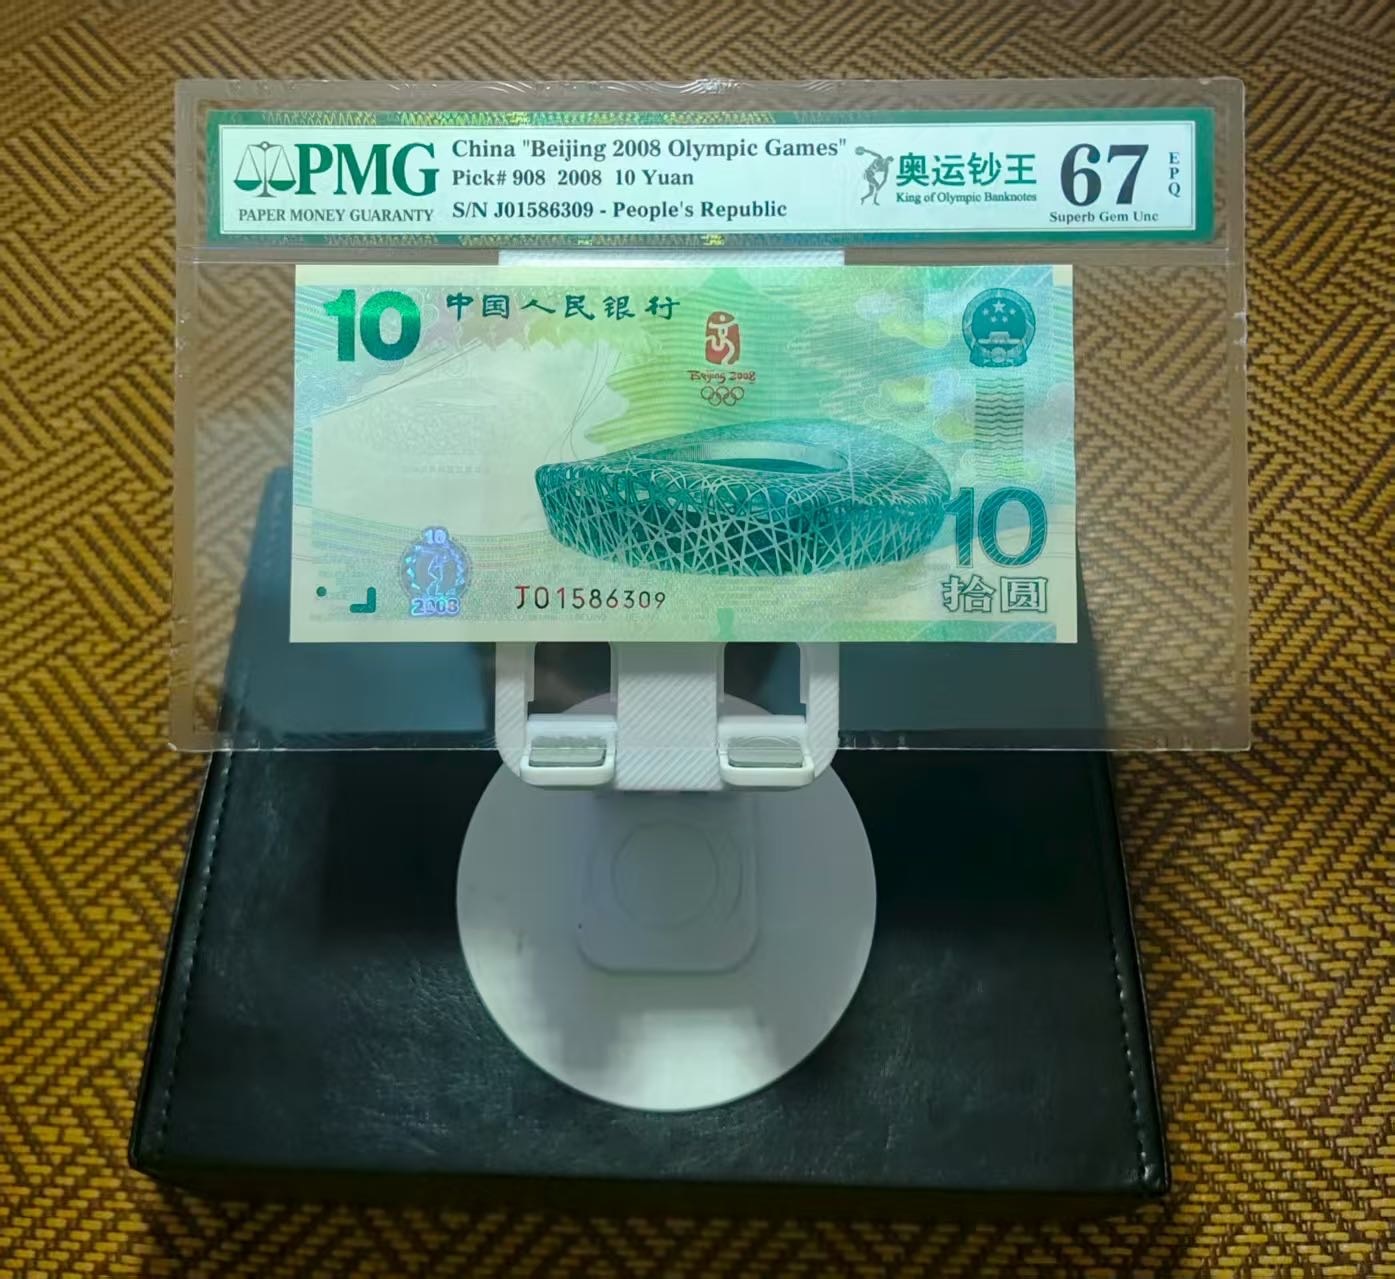 PMG
PAPER MONEY GUARANTY
China "Beijing 2008 Olympic Games"
Pick# 908 2008 10 Yuan
S/N J01586309 - People's Republic
奥运钞王
King of Olympic Banknotes
67
EPQ
Superb Gem Unc
10
中国人民银行
Beijing 2008
10
拾圆
10
2008
J01586309